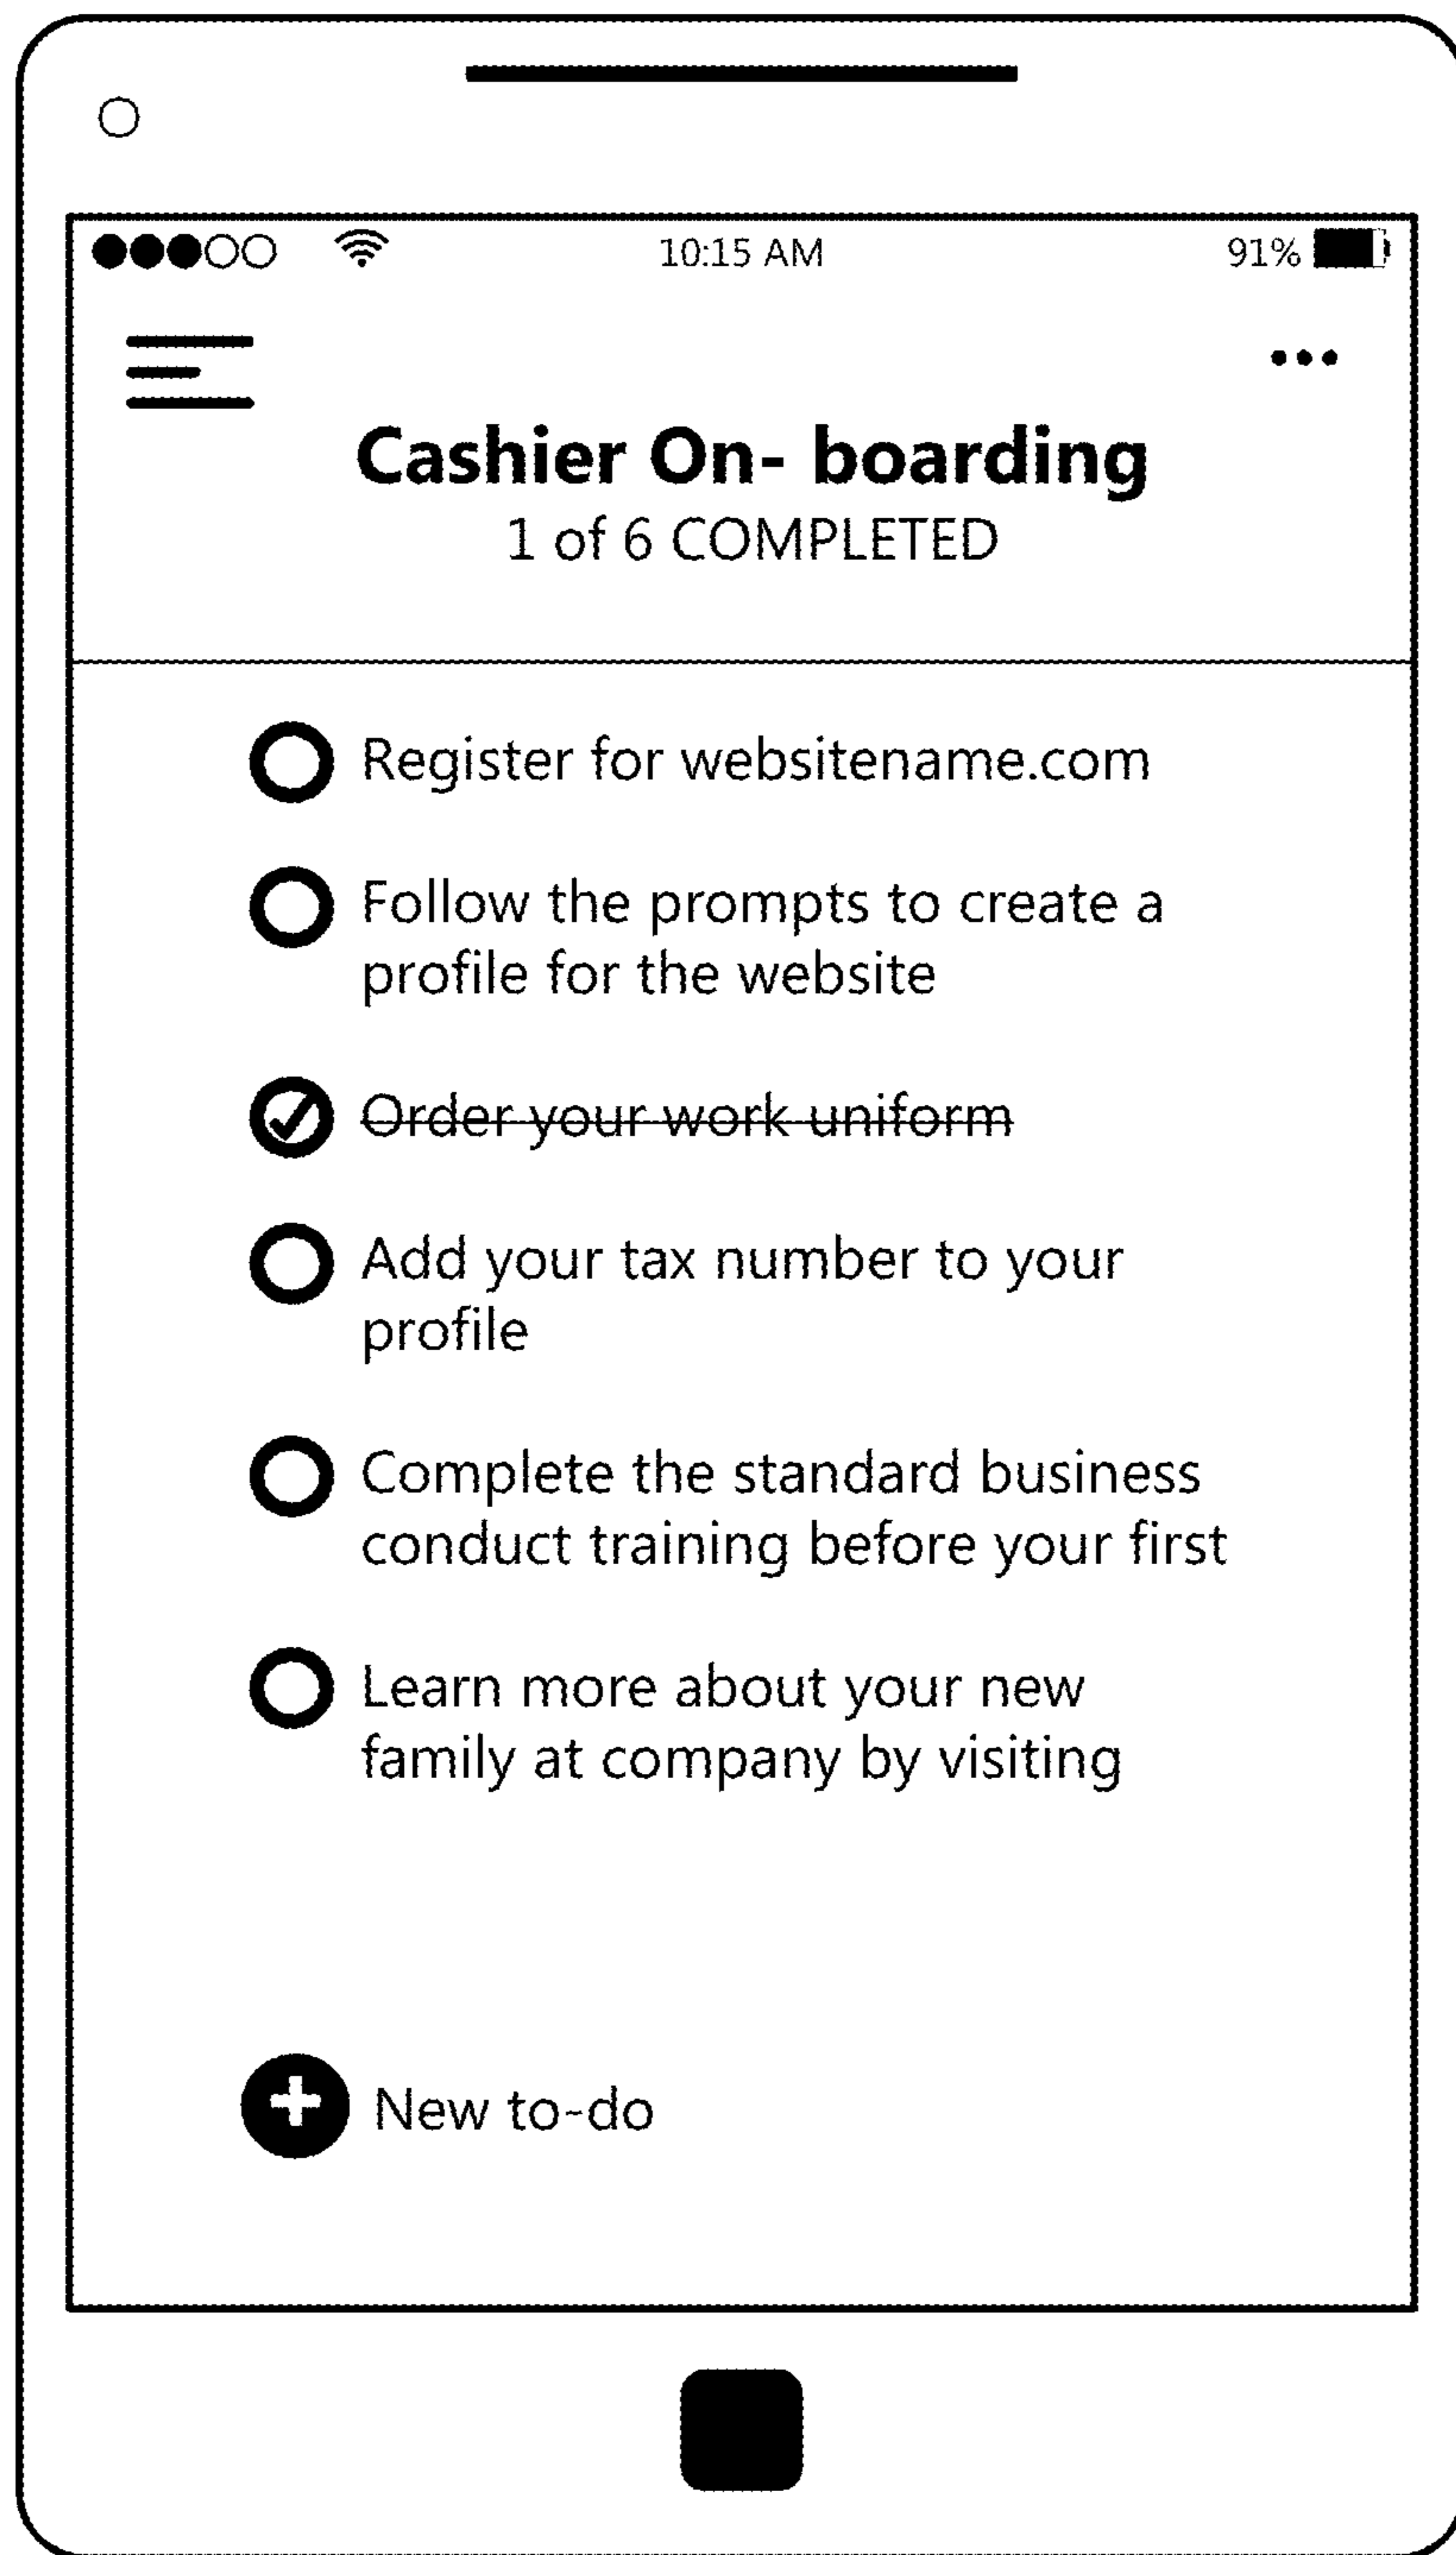 10:15 AM 91%
Cashier On- boarding
1 of 6 COMPLETED
Register for websitename.com
Follow the prompts to create a
profile for the website
Order your work uniform
Add your tax number to your
profile
Complete the standard business
conduct training before your first
Learn more about your new
family at company by visiting
New to-do